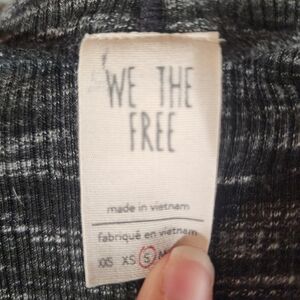 WE THE
FREE
made in vietnam
fabriqué en vietnam
XXS XS S M